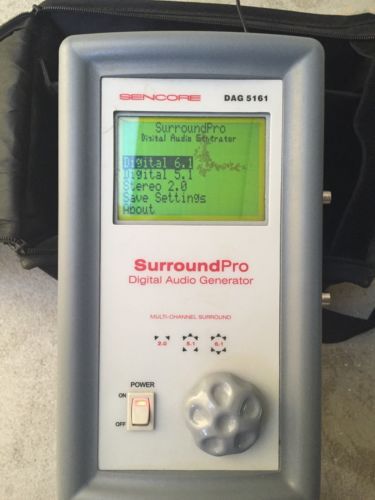 SENCORE DAG 5161
SurroundPro
Digital Audio Generator
Digital 6.1
Digital 5.1
Stereo 2.0
Save Settings
About
SurroundPro
Digital Audio Generator
MULTI-CHANNEL SURROUND
2.0 5.1 6.1
POWER
ON
OFF